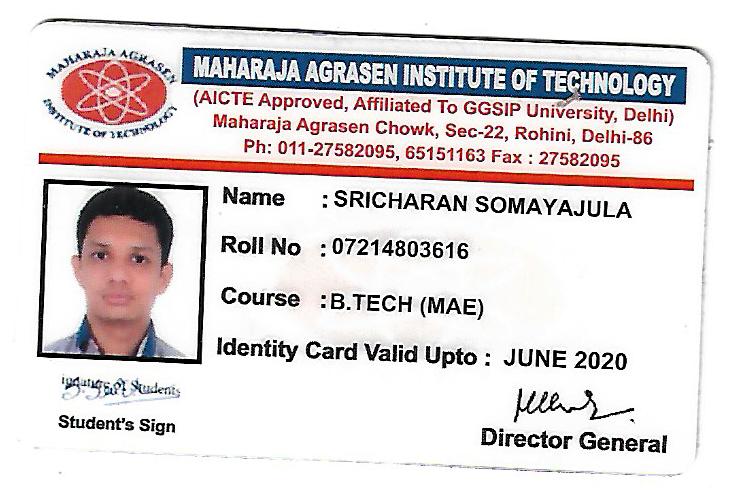 MAHARAJA AGRASEN
INSTITUTE OF TECHNOLOGY
MAHARAJA AGRASEN INSTITUTE OF TECHNOLOGY
(AICTE Approved, Affiliated To GGSIP University, Delhi)
Maharaja Agrasen Chowk, Sec-22, Rohini, Delhi-86
Ph: 011-27582095, 65151163 Fax : 27582095
Name : SRICHARAN SOMAYAJULA
Roll No : 07214803616
Course : B.TECH (MAE)
Identity Card Valid Upto : JUNE 2020
of Students
Student's Sign
Director General